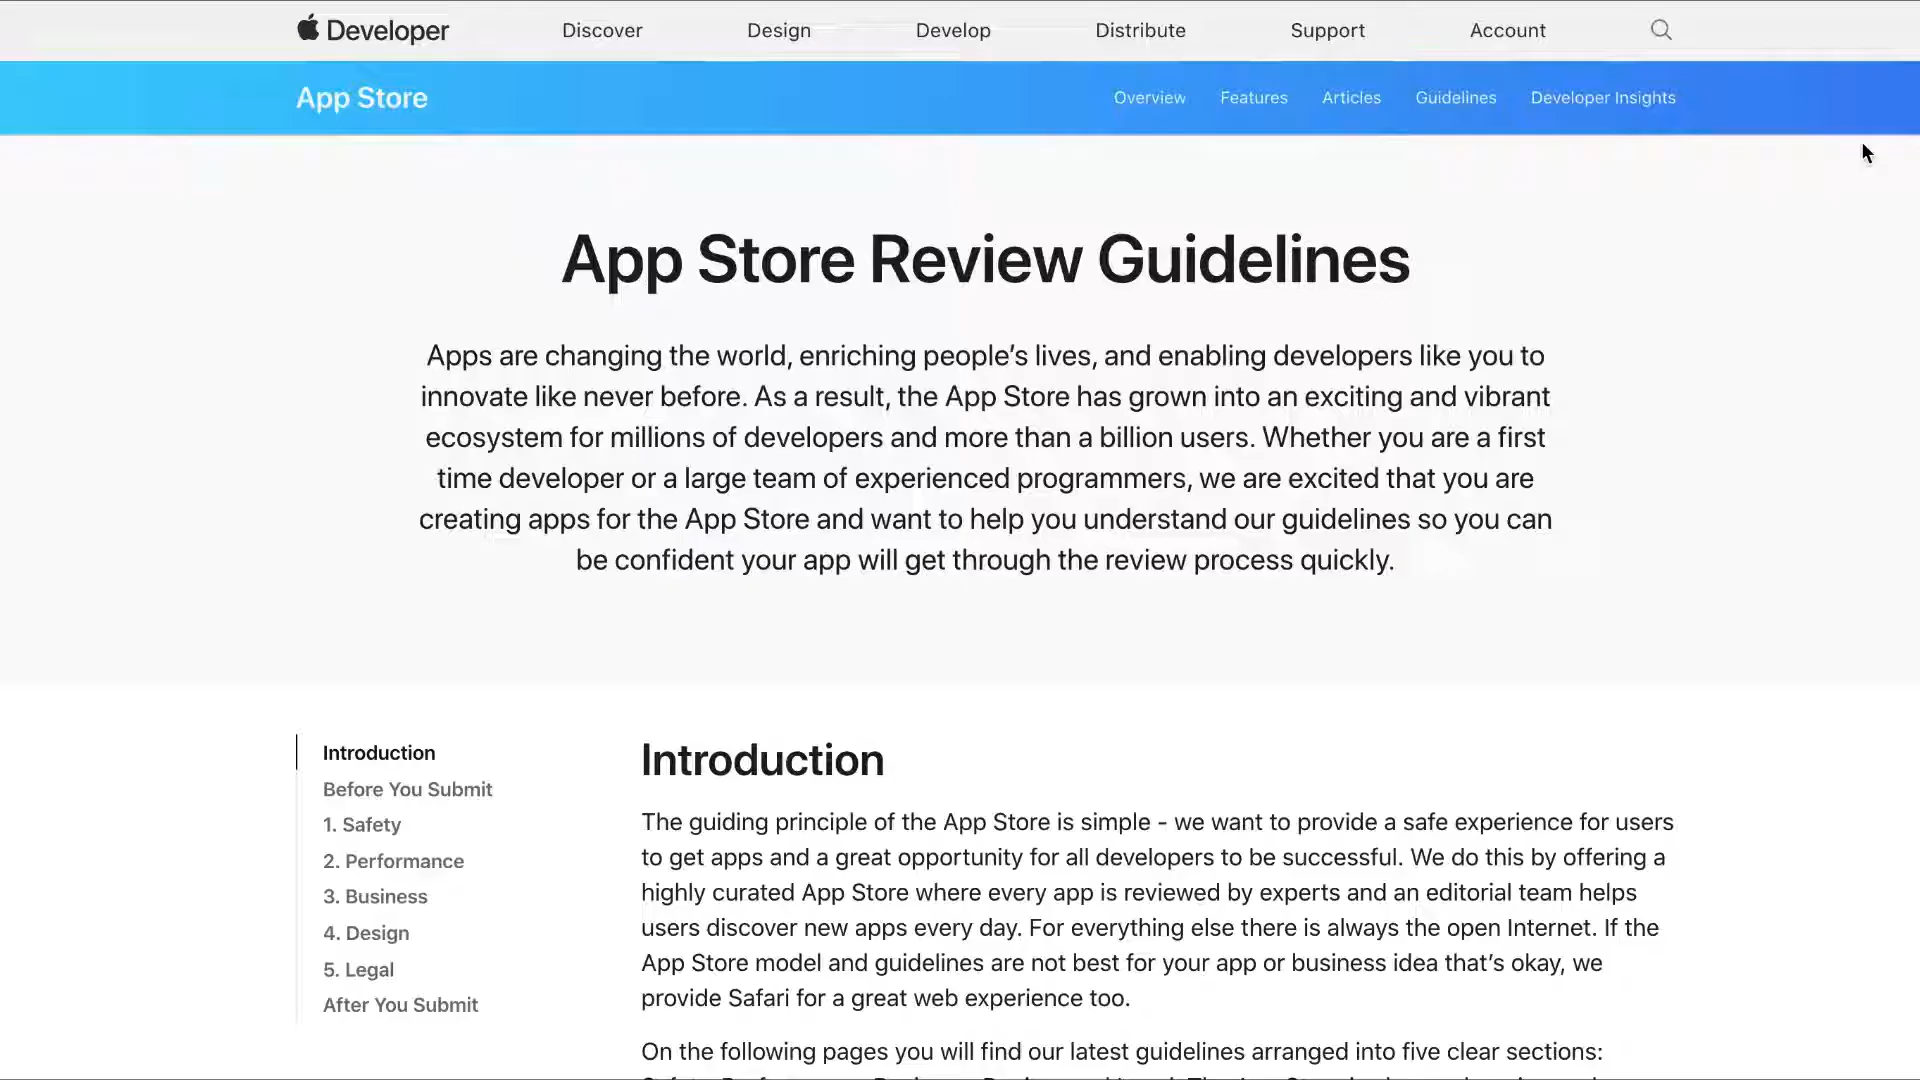 Developer
Discover
Design
Develop
Distribute
Support
Account
App Store
Overview
Features
Articles
Guidelines
Developer Insights
App Store Review Guidelines
Apps are changing the world, enriching people’s lives, and enabling developers like you to
innovate like never before. As a result, the App Store has grown into an exciting and vibrant
ecosystem for millions of developers and more than a billion users. Whether you are a first
time developer or a large team of experienced programmers, we are excited that you are
creating apps for the App Store and want to help you understand our guidelines so you can
be confident your app will get through the review process quickly.
Introduction
Before You Submit
1. Safety
2. Performance
3. Business
4. Design
5. Legal
After You Submit
Introduction
The guiding principle of the App Store is simple - we want to provide a safe experience for users
to get apps and a great opportunity for all developers to be successful. We do this by offering a
highly curated App Store where every app is reviewed by experts and an editorial team helps
users discover new apps every day. For everything else there is always the open Internet. If the
App Store model and guidelines are not best for your app or business idea that’s okay, we
provide Safari for a great web experience too.
On the following pages you will find our latest guidelines arranged into five clear sections: